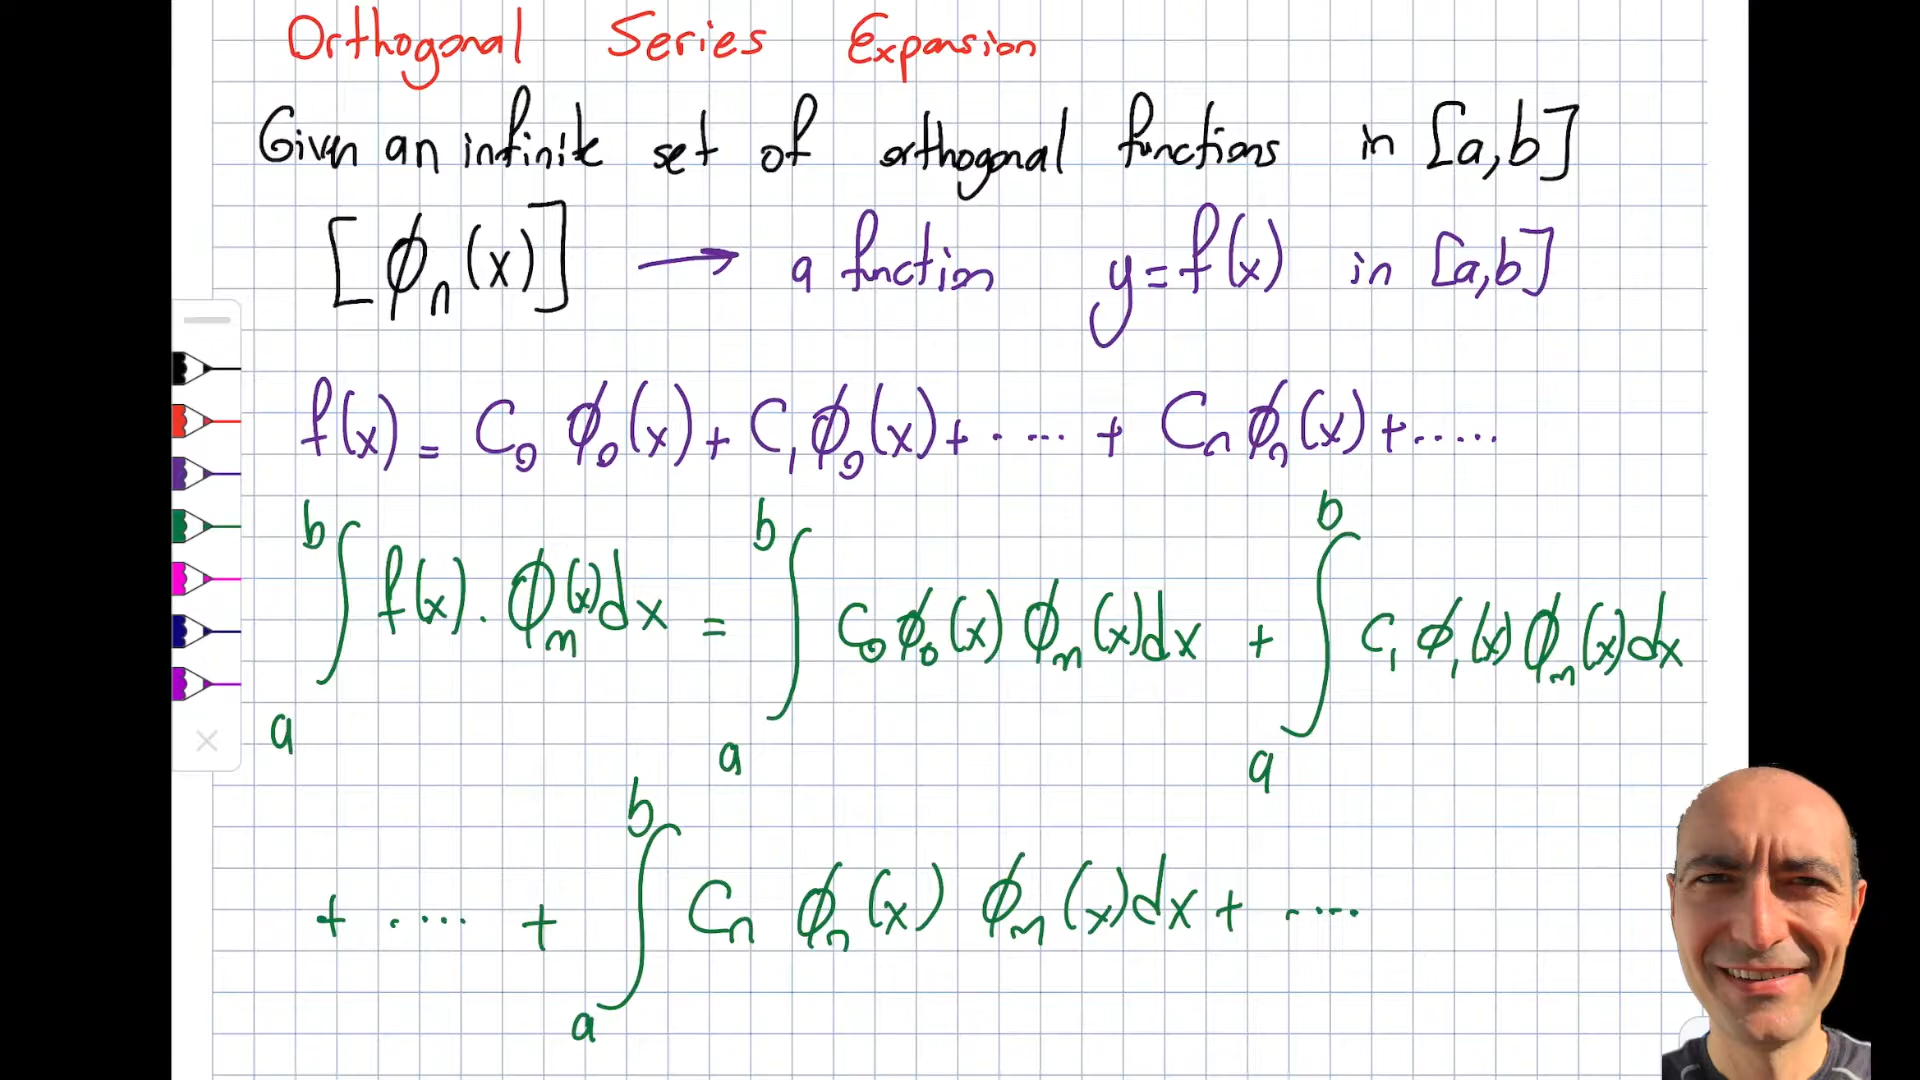 Orthogonal Series Expansion
Given an infinite set of orthogonal functions in [a,b]
[ϕₙ(x)] → a function y=f(x) in [a,b]
f(x) = C₀ ϕ₀(x) + C₁ ϕ₀(x) + ..... + Cₙ ϕₙ(x) + .....
∫ₐᵇ f(x) . ϕₘ(x)dx = ∫ₐᵇ C₀ ϕ₀(x) ϕₘ(x)dx + ∫ₐᵇ C₁ ϕ₁(x) ϕₘ(x)dx
+ .... + ∫ₐᵇ Cₙ ϕₙ(x) ϕₘ(x)dx + ....